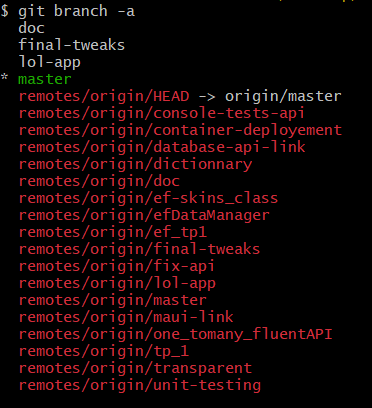 $ git branch -a
doc
final-tweaks
lol-app
* master
remotes/origin/HEAD -> origin/master
remotes/origin/console-tests-api
remotes/origin/container-deployement
remotes/origin/database-api-link
remotes/origin/dictionnary
remotes/origin/doc
remotes/origin/ef-skins_class
remotes/origin/efDataManager
remotes/origin/ef_tp1
remotes/origin/final-tweaks
remotes/origin/fix-api
remotes/origin/lol-app
remotes/origin/master
remotes/origin/maui-link
remotes/origin/one_tomany_fluentAPI
remotes/origin/tp_1
remotes/origin/transparent
remotes/origin/unit-testing